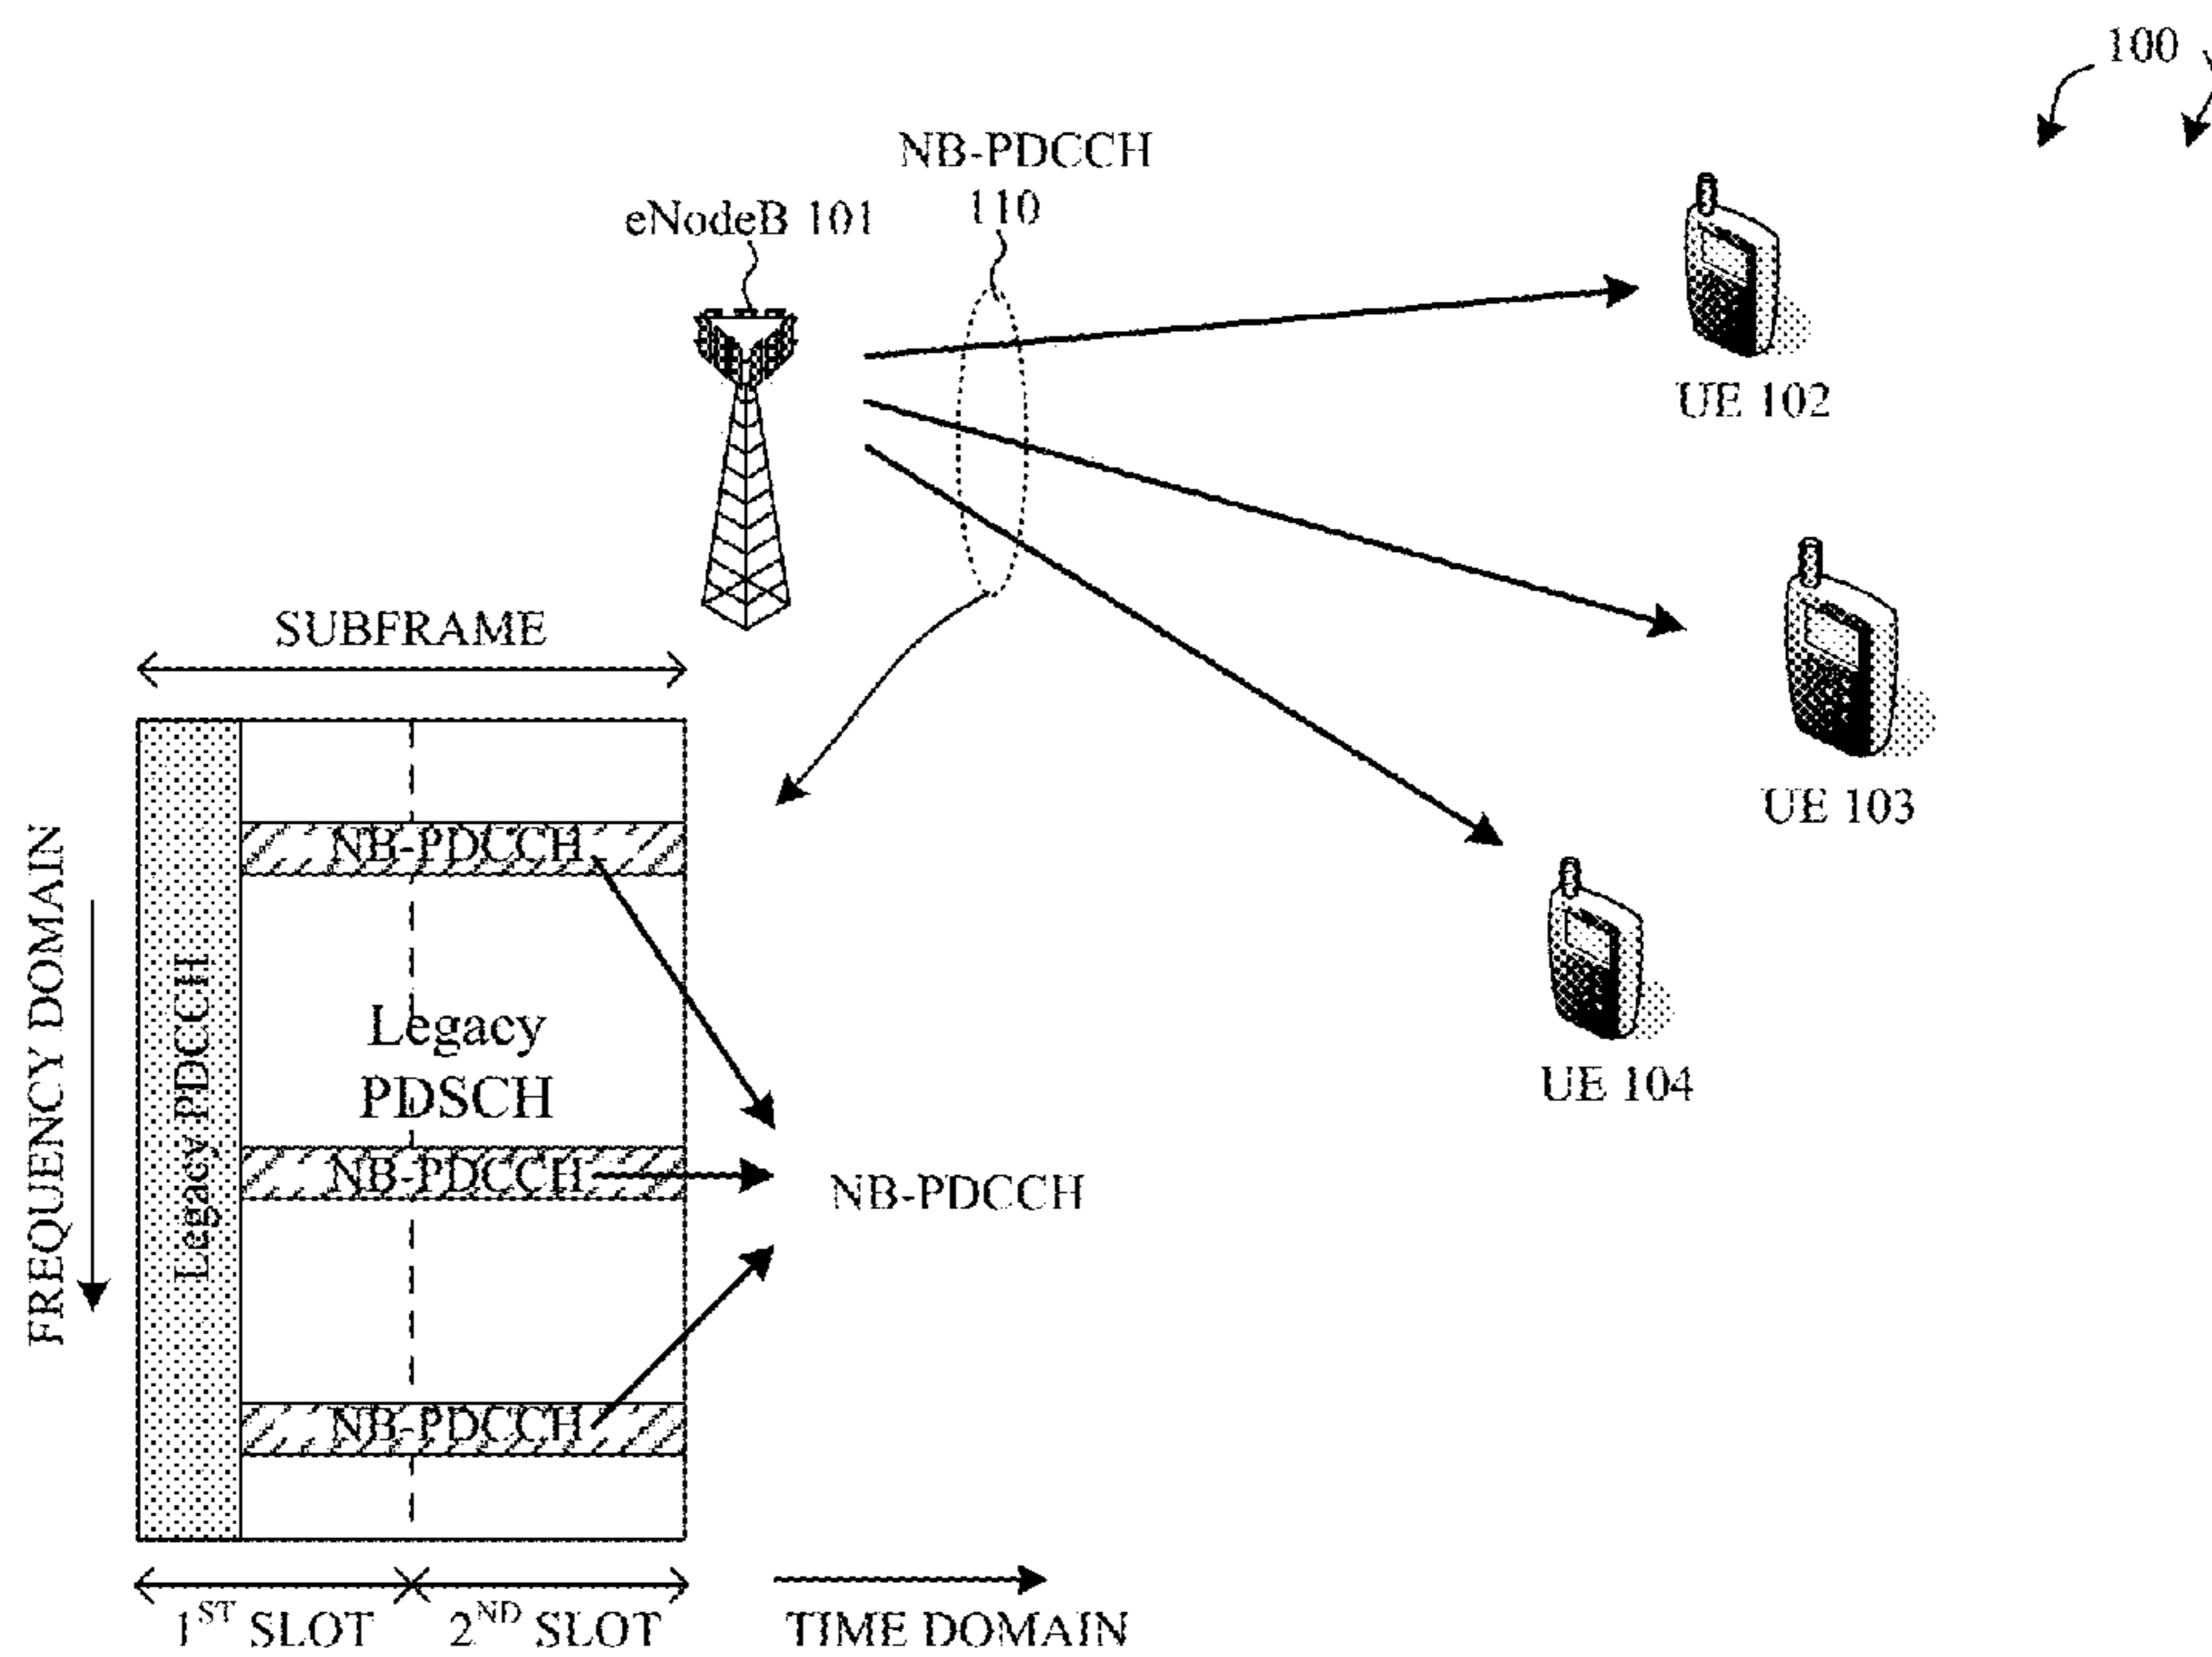 100
NB-PDCCH
110
eNodeB 101
UE 102
SUBFRAME
UE 103
NB-PDCCH
FREQUENCY DOMAIN
Legacy PDCCH
Legacy
PDSCH
UE 104
NB-PDCCH
NB-PDCCH
NB-PDCCH
1ST SLOT
2ND SLOT
TIME DOMAIN